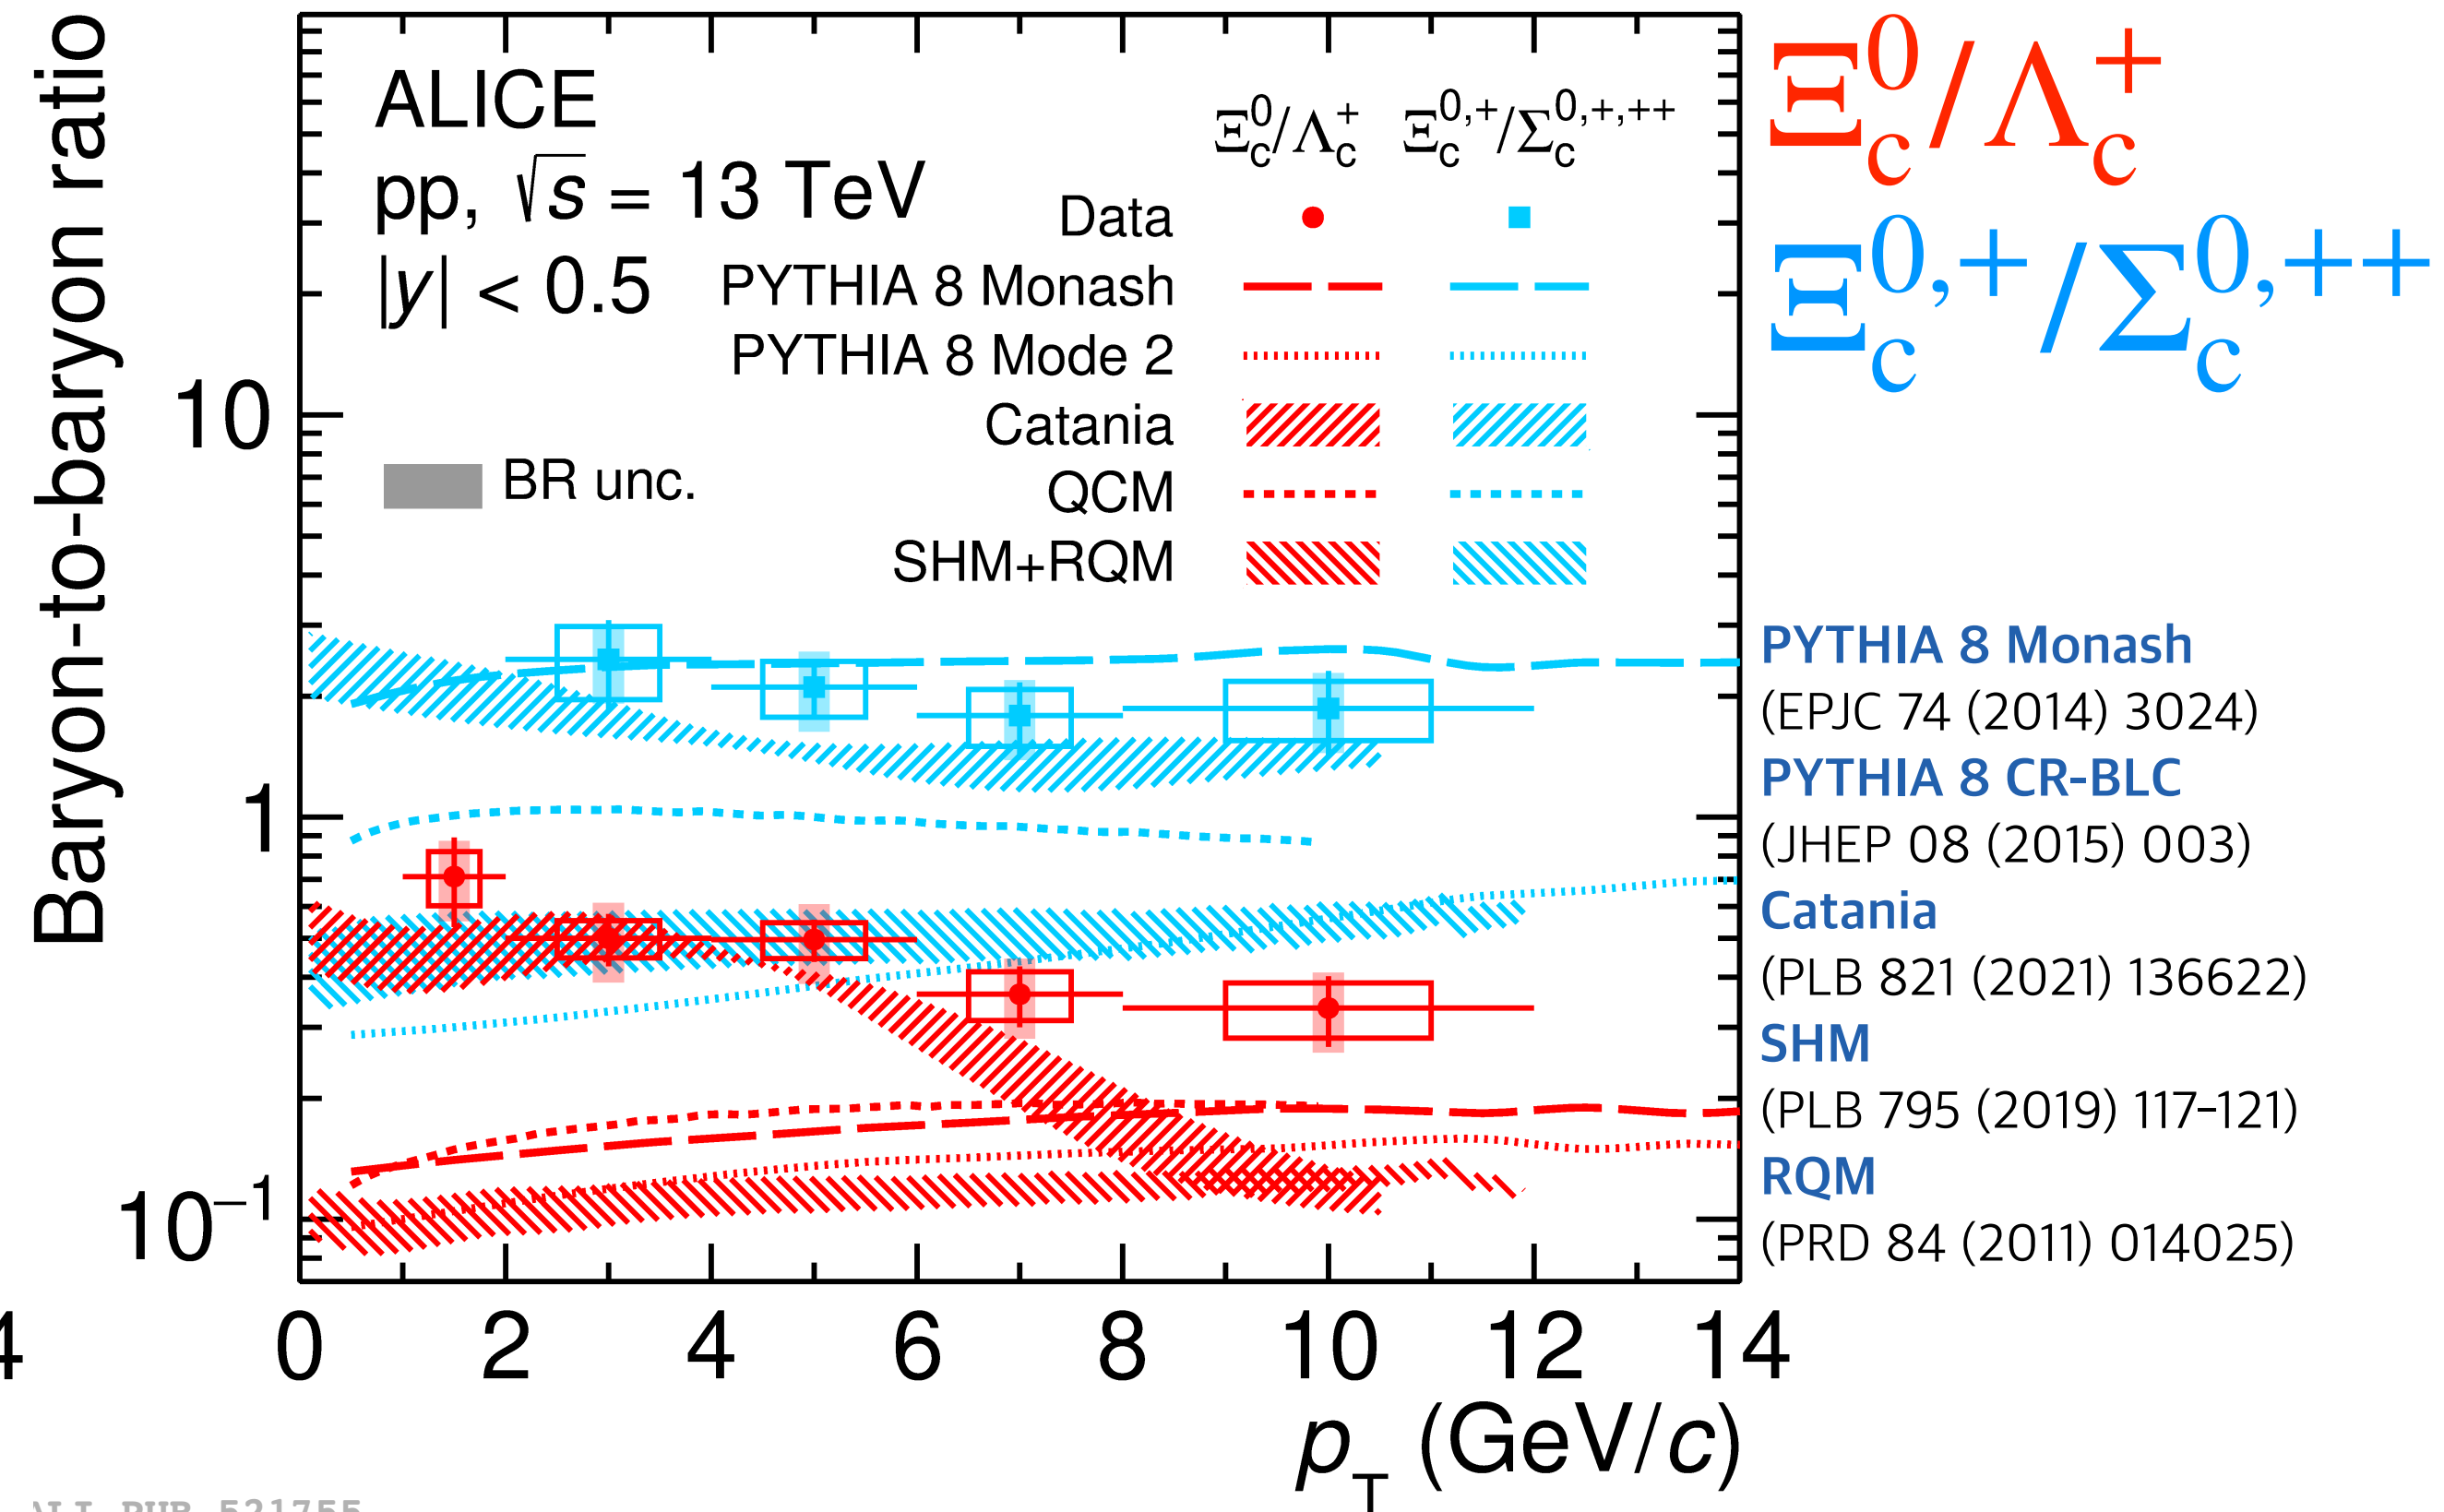 Baryon-to-baryon ratio
ALICE
pp, √s = 13 TeV
|y| < 0.5
BR unc.
Ξc0/Λc+ Ξc0,+/Σc0,+,++
Data
PYTHIA 8 Monash
PYTHIA 8 Mode 2
Catania
QCM
SHM+RQM
10
1
10−1
4 0 2 4 6 8 10 12 14
pT (GeV/c)
Ξc0/Λc+
Ξc0,+/Σc0,+,++
PYTHIA 8 Monash
(EPJC 74 (2014) 3024)
PYTHIA 8 CR-BLC
(JHEP 08 (2015) 003)
Catania
(PLB 821 (2021) 136622)
SHM
(PLB 795 (2019) 117-121)
RQM
(PRD 84 (2011) 014025)